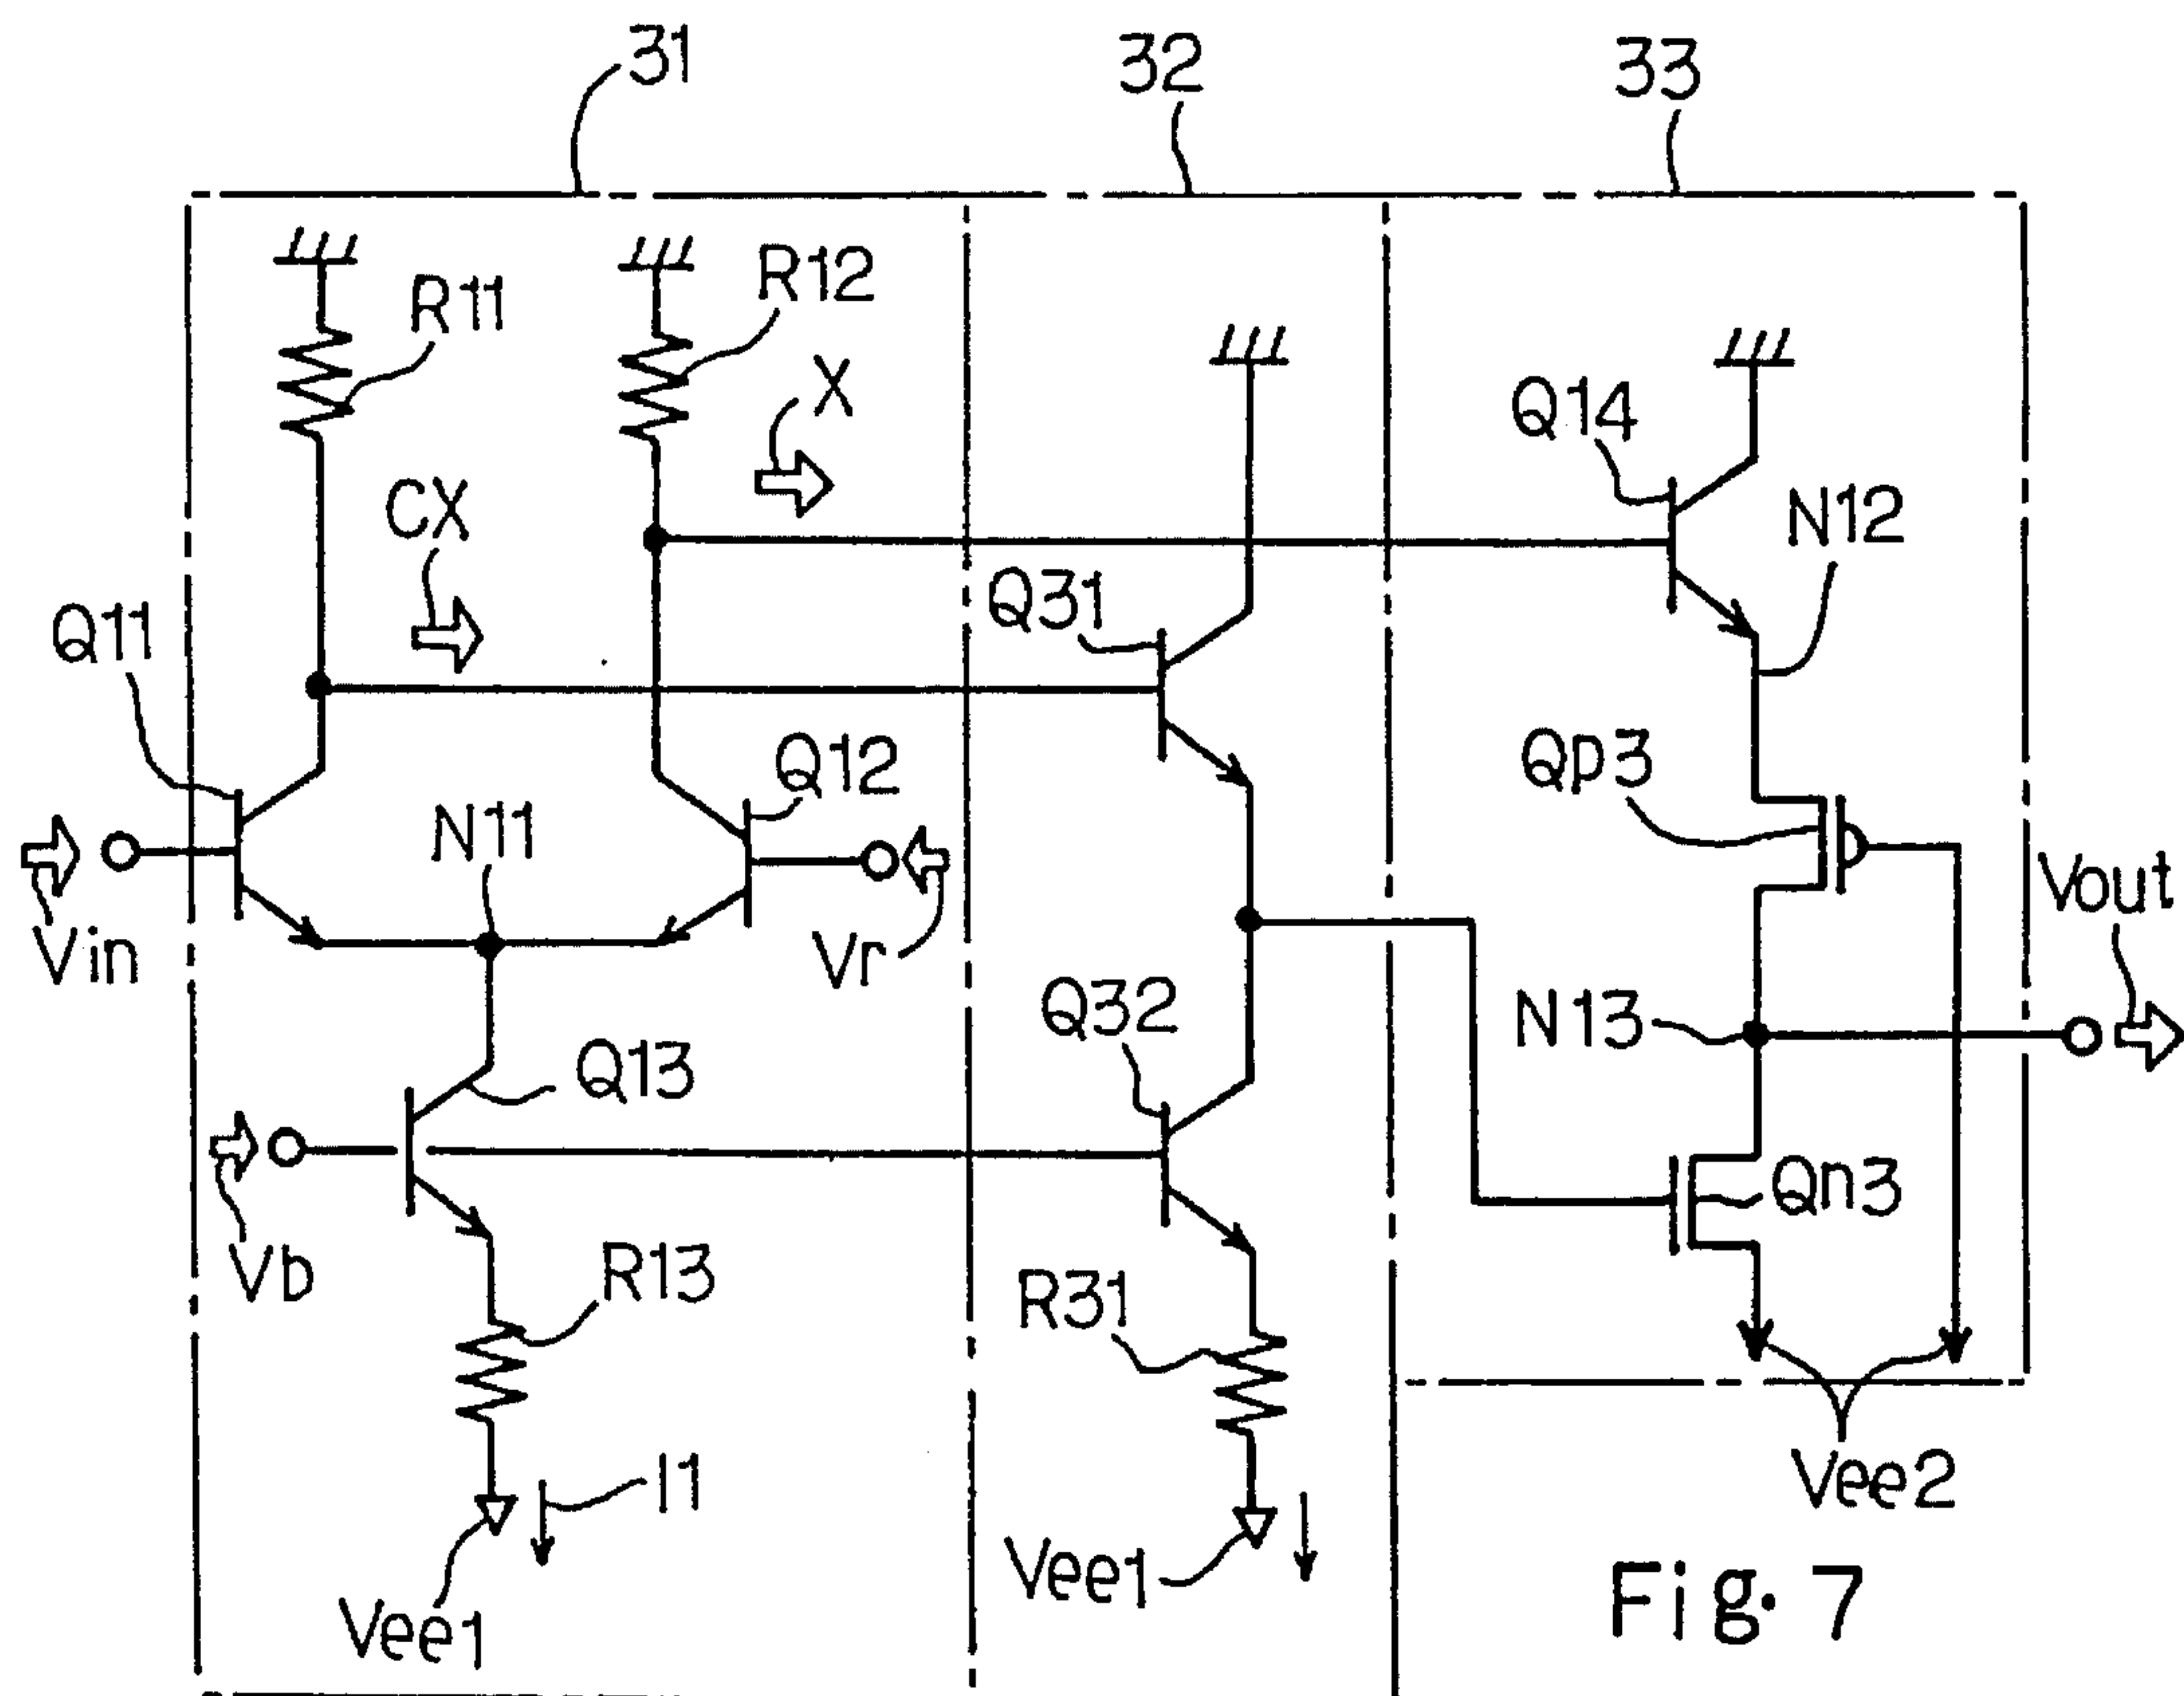 31
32
33
R11
R12
X
Q14
CX
N12
Q31
Q11
Q12
Qp3
N11
Vout
Vin
Vr
Q32
N13
Q13
Qn3
Vb
R13
R31
I1
Vee2
Vee1
Vee1
Fig. 7